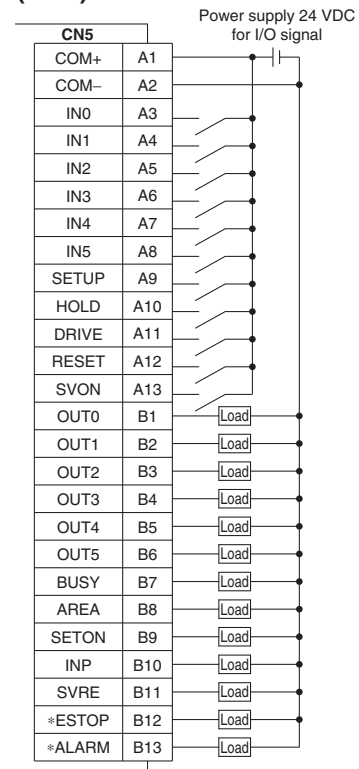 Power supply 24 VDC
for I/O signal
CN5
COM+ A1
COM− A2
IN0 A3
IN1 A4
IN2 A5
IN3 A6
IN4 A7
IN5 A8
SETUP A9
HOLD A10
DRIVE A11
RESET A12
SVON A13
OUT0 B1 Load
OUT1 B2 Load
OUT2 B3 Load
OUT3 B4 Load
OUT4 B5 Load
OUT5 B6 Load
BUSY B7 Load
AREA B8 Load
SETON B9 Load
INP B10 Load
SVRE B11 Load
∗ESTOP B12 Load
∗ALARM B13 Load